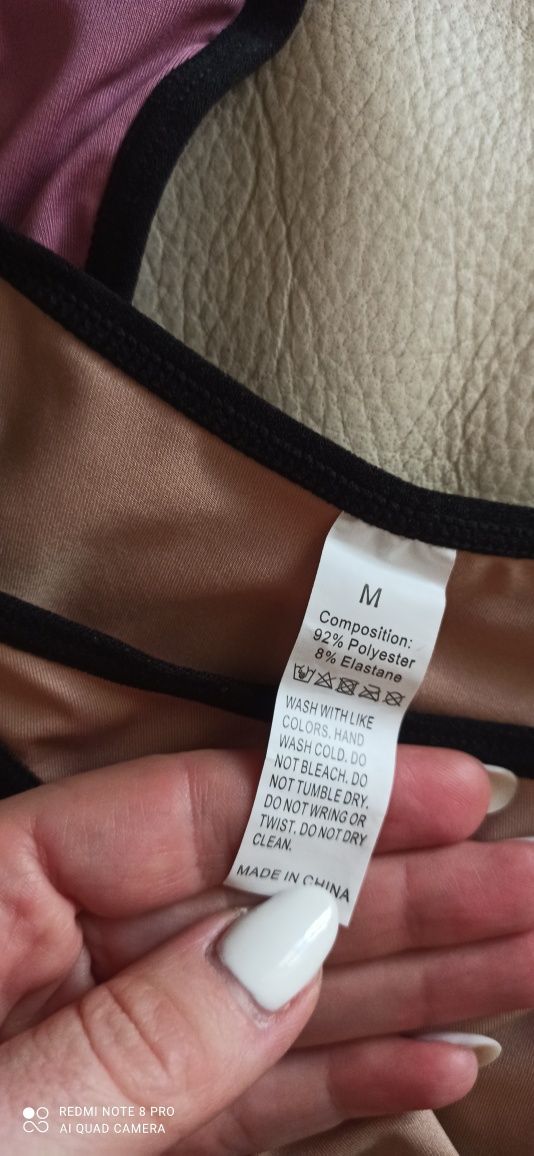 M
Composition:
92% Polyester
8% Elastane
WASH WITH LIKE
COLORS. HAND
WASH COLD. DO
NOT BLEACH. DO
NOT TUMBLE DRY.
DO NOT WRING OR
TWIST. DO NOT DRY
CLEAN.
MADE IN CHINA
REDMI NOTE 8 PRO
AI QUAD CAMERA